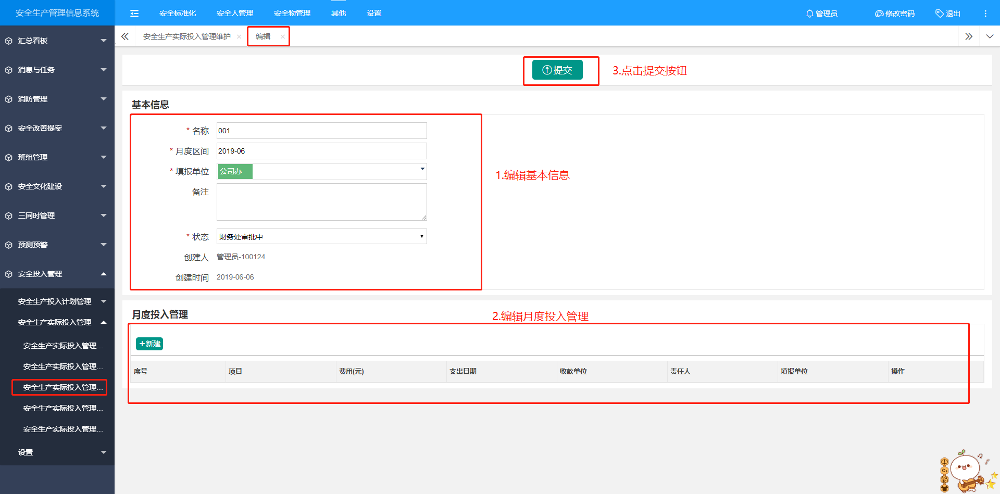 安全生产管理信息系统
安全标准化 安全人管理 安全物管理 其他 设置
管理员 修改密码 退出
安全生产实际投入管理维护 × 编辑 ×
汇总看板
消息与任务
消防管理
安全改善提案
班组管理
安全文化建设
三同时管理
预测预警
安全投入管理
安全生产投入计划管理
安全生产实际投入管理
安全生产实际投入管理...
安全生产实际投入管理...
安全生产实际投入管理...
安全生产实际投入管理...
安全生产实际投入管理...
设置
提交
3.点击提交按钮
基本信息
* 名称 001
* 月度区间 2019-06
* 填报单位 公司办
备注
* 状态 财务处审批中
创建人 管理员-100124
创建时间 2019-06-06
1.编辑基本信息
月度投入管理
2.编辑月度投入管理
+新建
序号 项目 费用(元) 支出日期 收款单位 责任人 填报单位 操作
中
简